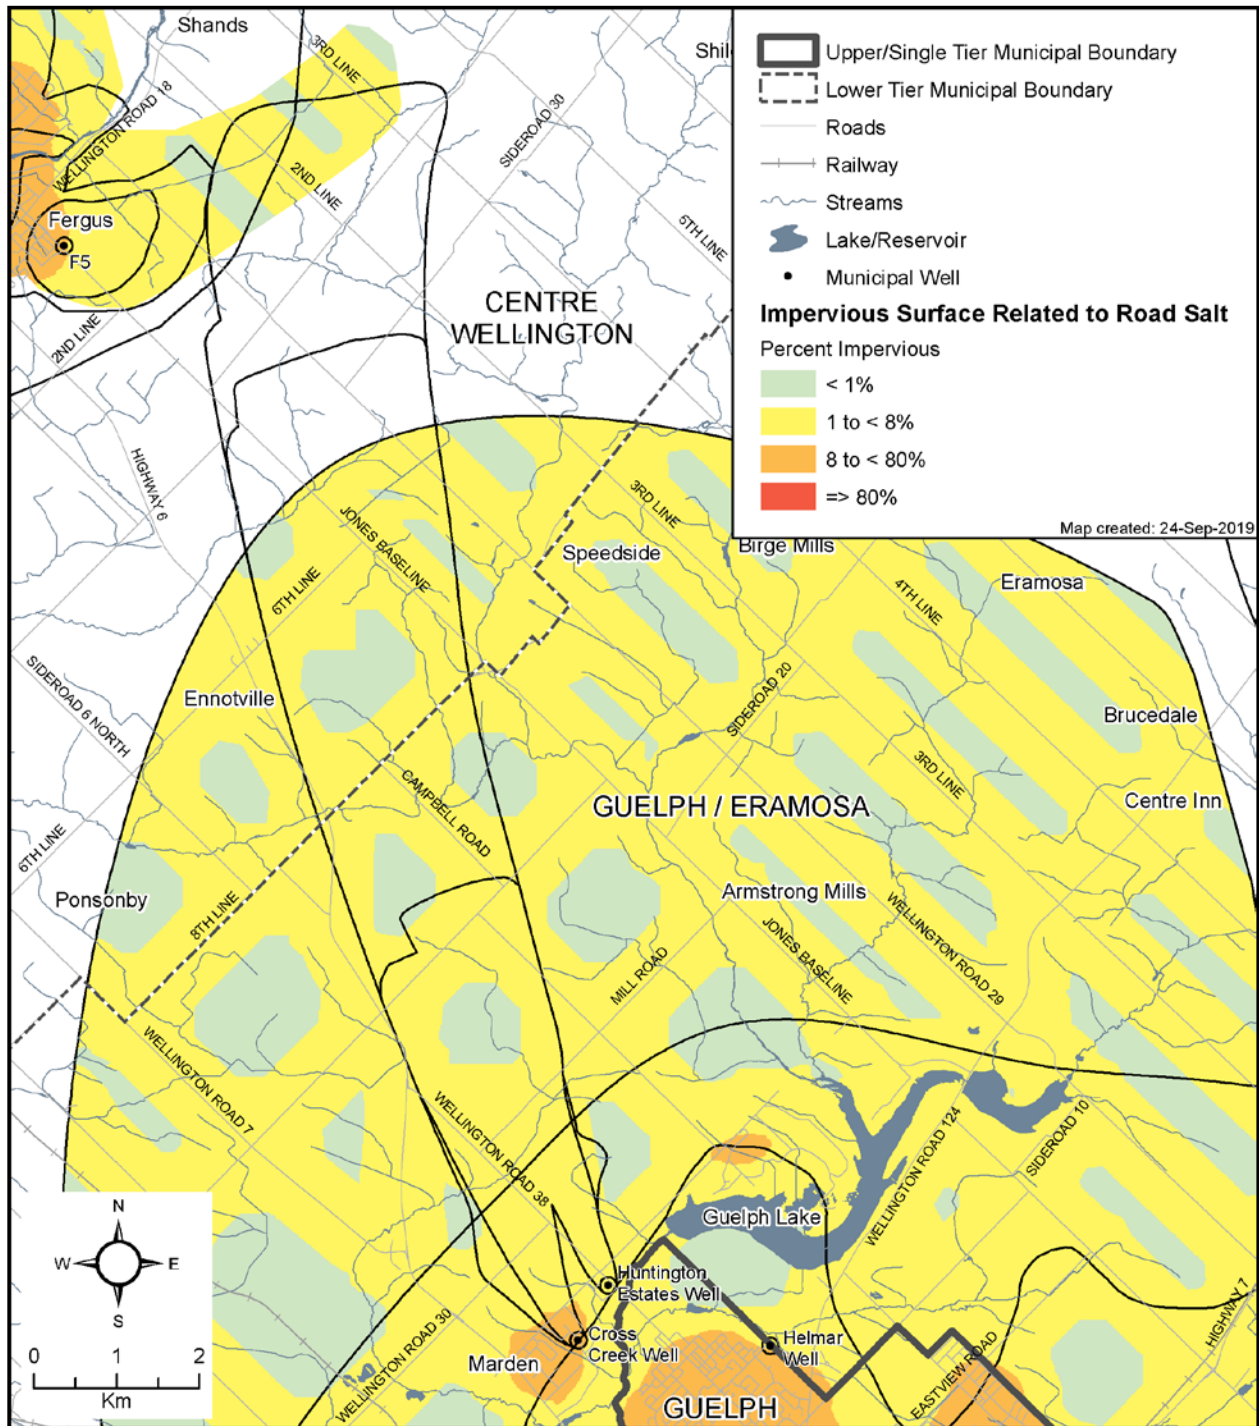 Shands
Shil
3RD LINE
WELLINGTON ROAD 18
SIDEROAD 30
2ND LINE
5TH LINE
Fergus
F5
2ND LINE
CENTRE
WELLINGTON
HIGHWAY 6
Upper/Single Tier Municipal Boundary
Lower Tier Municipal Boundary
Roads
Railway
Streams
Lake/Reservoir
Municipal Well
Impervious Surface Related to Road Salt
Percent Impervious
< 1%
1 to < 8%
8 to < 80%
=> 80%
Map created: 24-Sep-2019
3RD LINE
JONES BASELINE
Speedside
Birge Mills
6TH LINE
4TH LINE
Eramosa
SIDEROAD 6 NORTH
Ennotville
SIDEROAD 20
Brucedale
3RD LINE
CAMPBELL ROAD
GUELPH / ERAMOSA
Centre Inn
6TH LINE
Ponsonby
8TH LINE
Armstrong Mills
WELLINGTON ROAD 29
JONES BASELINE
MILL ROAD
WELLINGTON ROAD 7
WELLINGTON ROAD 38
WELLINGTON ROAD 124
SIDEROAD 10
Guelph Lake
N
W
E
S
0
1
2
Km
Huntington
Estates Well
Cross
Creek Well
Helmar
Well
Marden
WELLINGTON ROAD 30
EASTVIEW ROAD
HIGHWAY 7
GUELPH